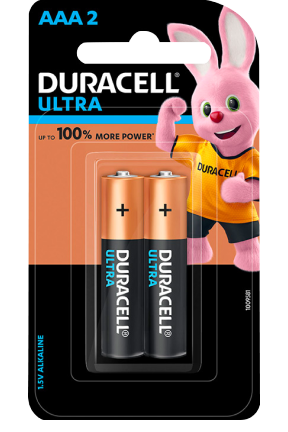 AAA 2
DURACELL®
ULTRA
UP TO 100% MORE POWER*
DURACELL
+
+
DURACELL®
ULTRA
DURACELL®
ULTRA
1.5V ALKALINE